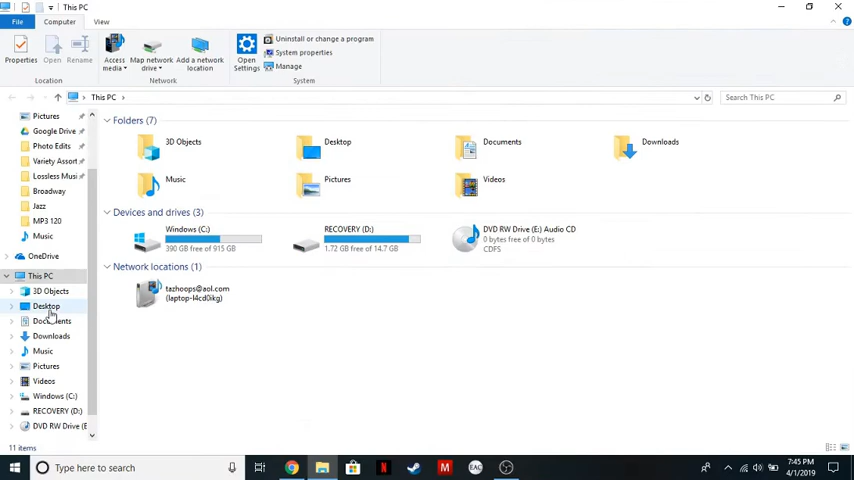 This PC
File Computer View
Properties Open Rename Access media Map network drive Add a network location Open Settings Uninstall or change a program
System properties
Manage
Location Network System
This PC Search This PC
Pictures
Google Drive
Photo Edits
Variety Assort
Lossless Musi
Broadway
Jazz
MP3 120
Music
OneDrive
This PC
3D Objects
Desktop
Documents
Downloads
Music
Pictures
Videos
Windows (C:)
RECOVERY (D:)
DVD RW Drive (E
Folders (7)
3D Objects Desktop Documents Downloads
Music Pictures Videos
Devices and drives (3)
Windows (C:)
390 GB free of 915 GB
RECOVERY (D:)
1.72 GB free of 14.7 GB
DVD RW Drive (E:) Audio CD
0 bytes free of 0 bytes
CDFS
Network locations (1)
tazhoops@aol.com
(laptop-l4cd0ikg)
11 items
Type here to search
N M EAC
7:45 PM
4/1/2019